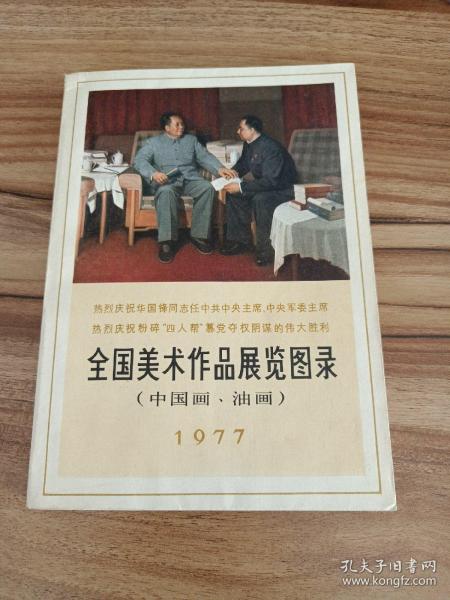 热烈庆祝华国锋同志任中共中央主席、中央军委主席
热烈庆祝粉碎“四人帮”篡党夺权阴谋的伟大胜利
全国美术作品展览图录
（中国画、油画）
1977
孔夫子旧书网
www.kongfz.com